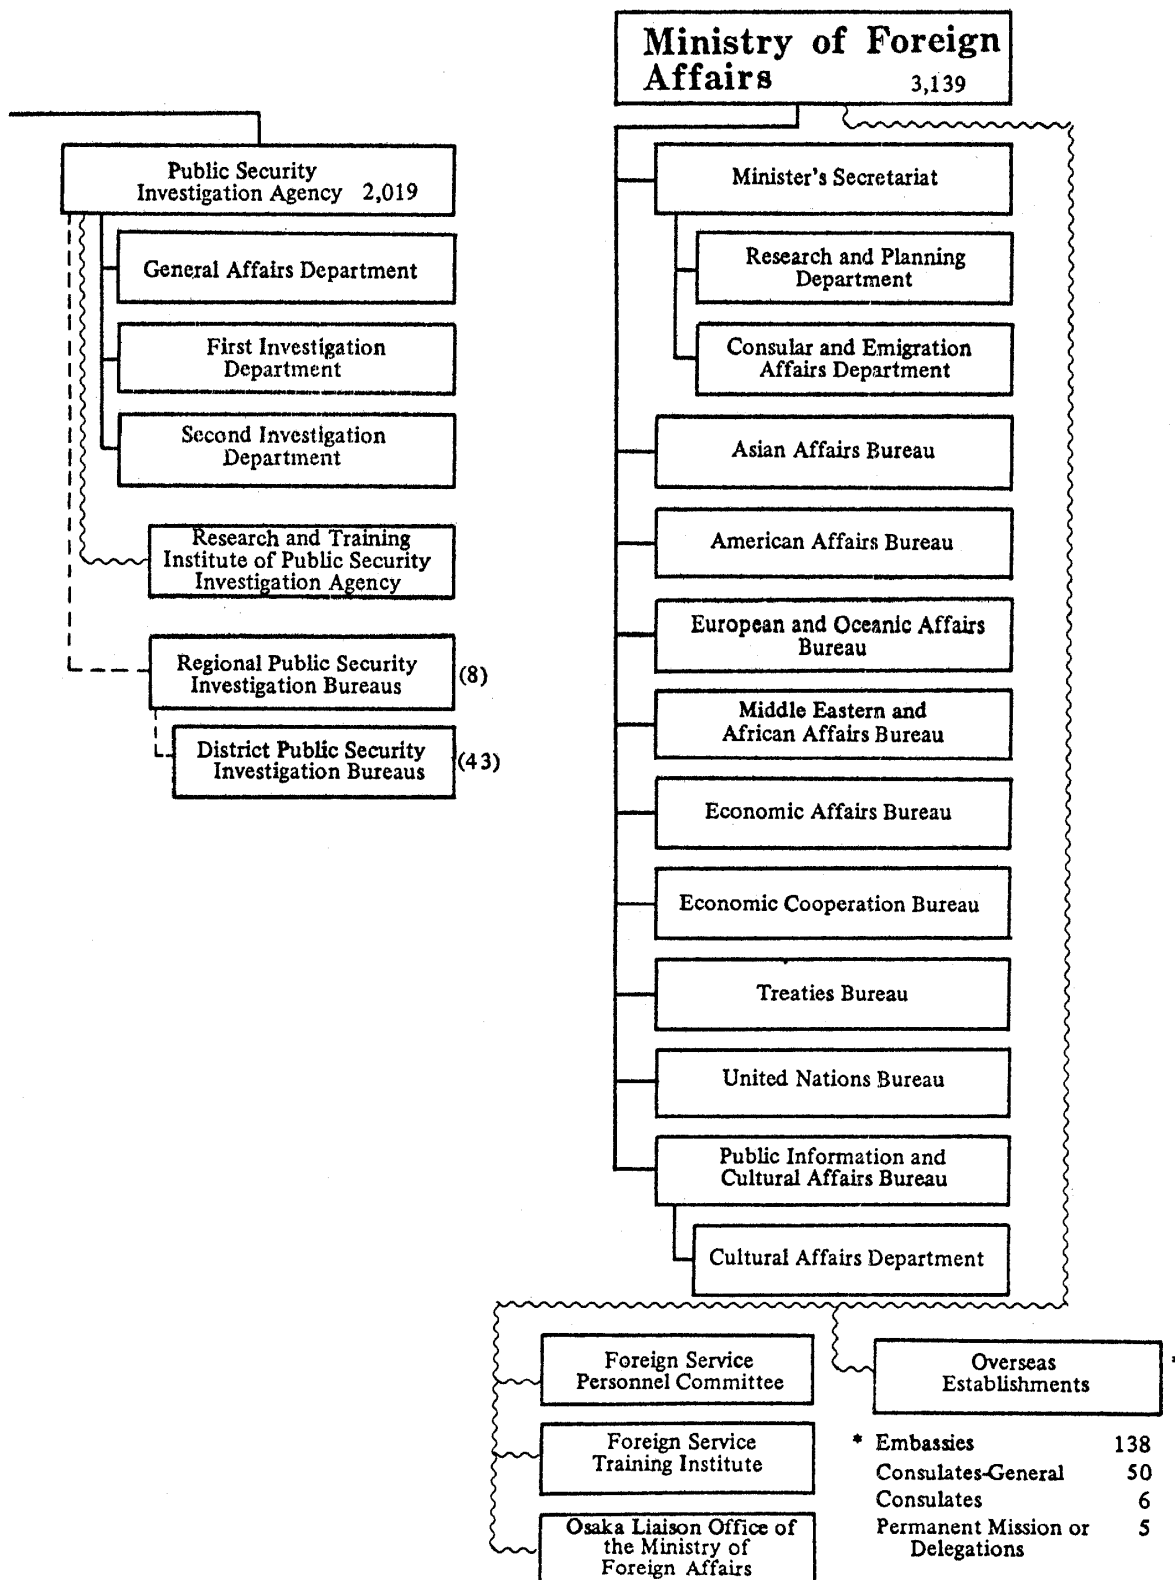 Ministry of Foreign
Affairs 3,139
Public Security
Investigation Agency 2,019
General Affairs Department
First Investigation
Department
Second Investigation
Department
Research and Training
Institute of Public Security
Investigation Agency
Regional Public Security
Investigation Bureaus (8)
District Public Security
Investigation Bureaus (43)
Minister's Secretariat
Research and Planning
Department
Consular and Emigration
Affairs Department
Asian Affairs Bureau
American Affairs Bureau
European and Oceanic Affairs
Bureau
Middle Eastern and
African Affairs Bureau
Economic Affairs Bureau
Economic Cooperation Bureau
Treaties Bureau
United Nations Bureau
Public Information and
Cultural Affairs Bureau
Cultural Affairs Department
Foreign Service
Personnel Committee
Foreign Service
Training Institute
Osaka Liaison Office of
the Ministry of
Foreign Affairs
Overseas *
Establishments
* Embassies 138
Consulates-General 50
Consulates 6
Permanent Mission or 5
Delegations